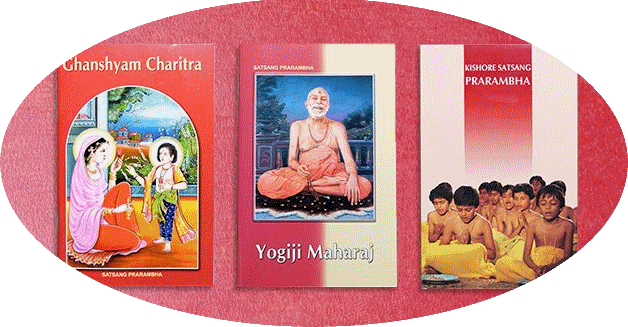 Ghanshyam Charitra
SATSANG PRARAMBHA
SATSANG PRARAMBHA
Yogiji Maharaj
KISHORE SATSANG
PRARAMBHA